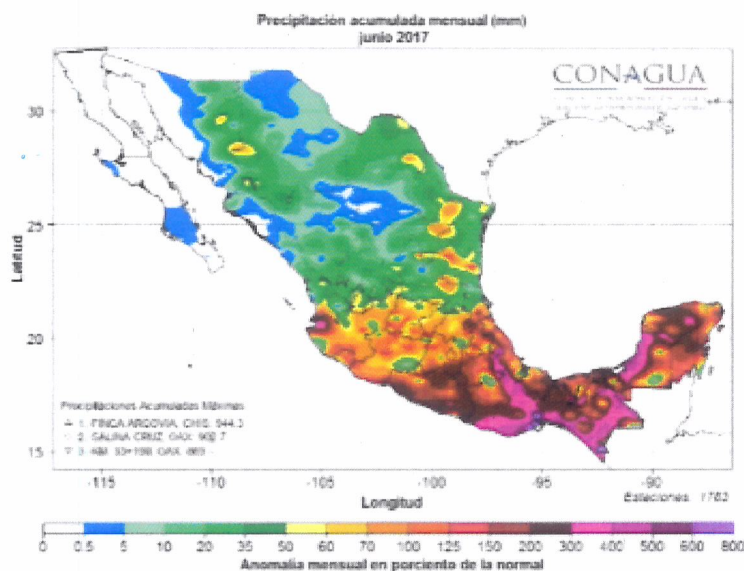 Precipitación acumulada mensual (mm)
junio 2017
CONAGUA
30
25
20
15
Latitud
Precipitaciones Acumuladas Máximas
1. FINCA ARGOVIA, CHIS. 944.3
2. SALINA CRUZ, OAX. 902.7
-115
-110
-105
-100
-95
-90
Longitud
Estaciones: 1763
0 0.5 5 10 20 35 50 60 70 100 125 150 200 300 400 500 600 800
Anomalía mensual en porciento de la normal